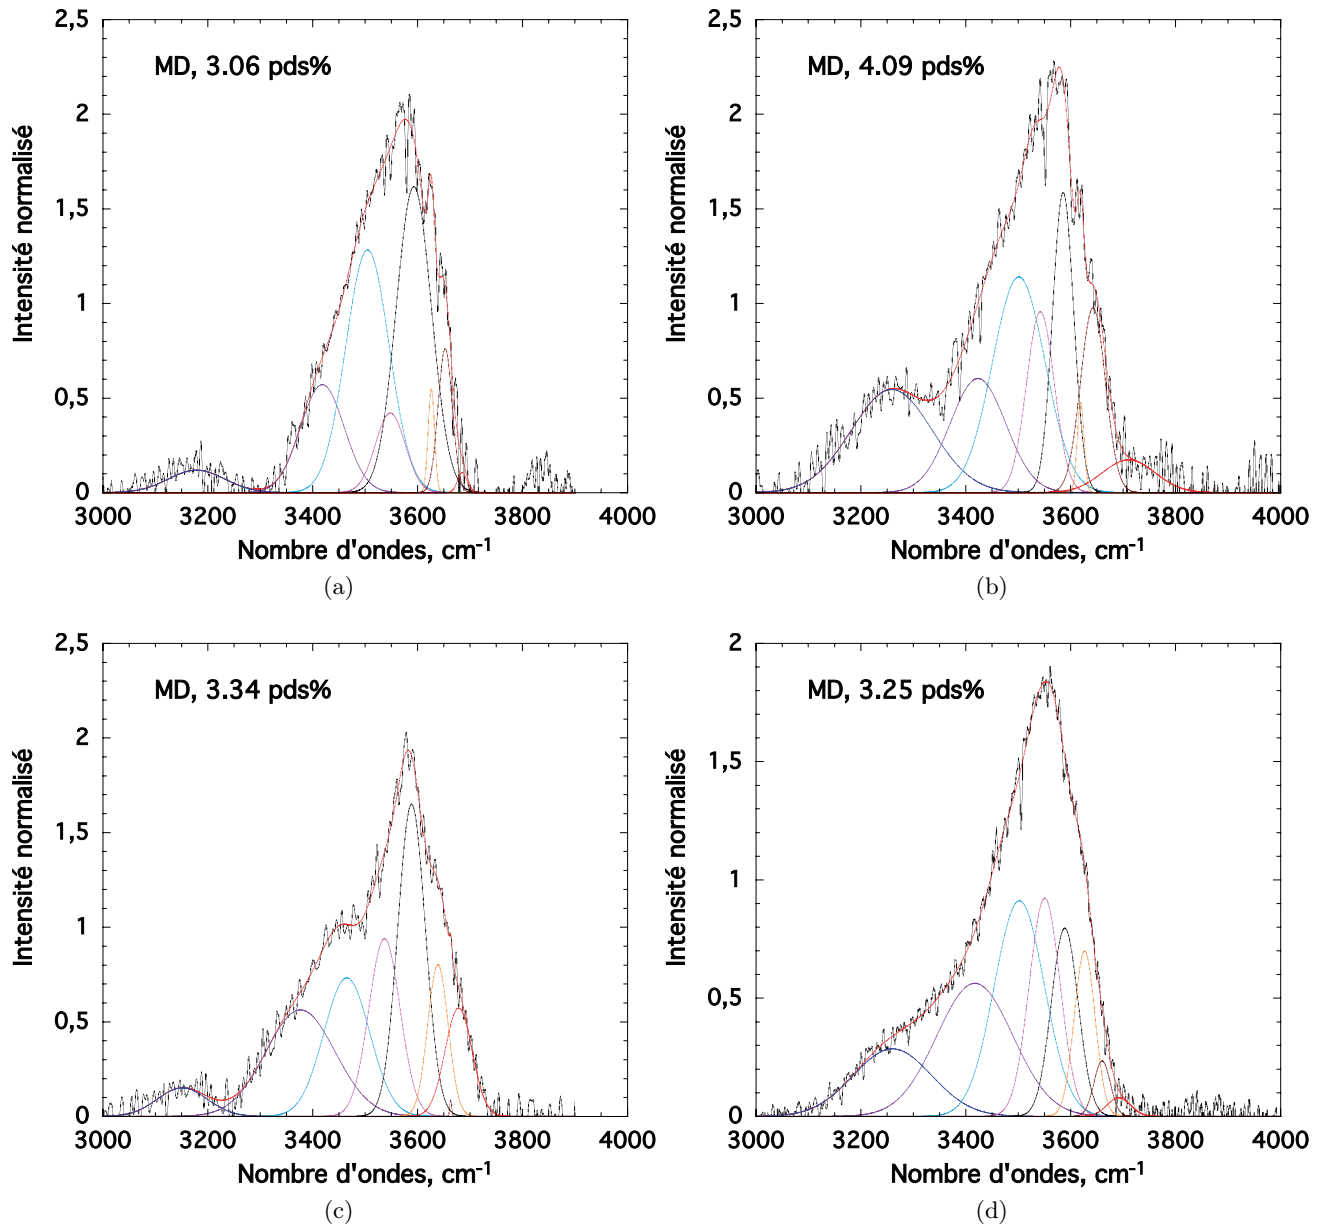 2,5
MD, 3.06 pds%
2
1,5
1
0,5
0
3000 3200 3400 3600 3800 4000
Intensité normalisé
Nombre d'ondes, cm-1
(a)
2,5
MD, 4.09 pds%
2
1,5
1
0,5
0
3000 3200 3400 3600 3800 4000
Intensité normalisé
Nombre d'ondes, cm-1
(b)
2,5
MD, 3.34 pds%
2
1,5
1
0,5
0
3000 3200 3400 3600 3800 4000
Intensité normalisé
Nombre d'ondes, cm-1
(c)
2
MD, 3.25 pds%
1,5
1
0,5
0
3000 3200 3400 3600 3800 4000
Intensité normalisé
Nombre d'ondes, cm-1
(d)